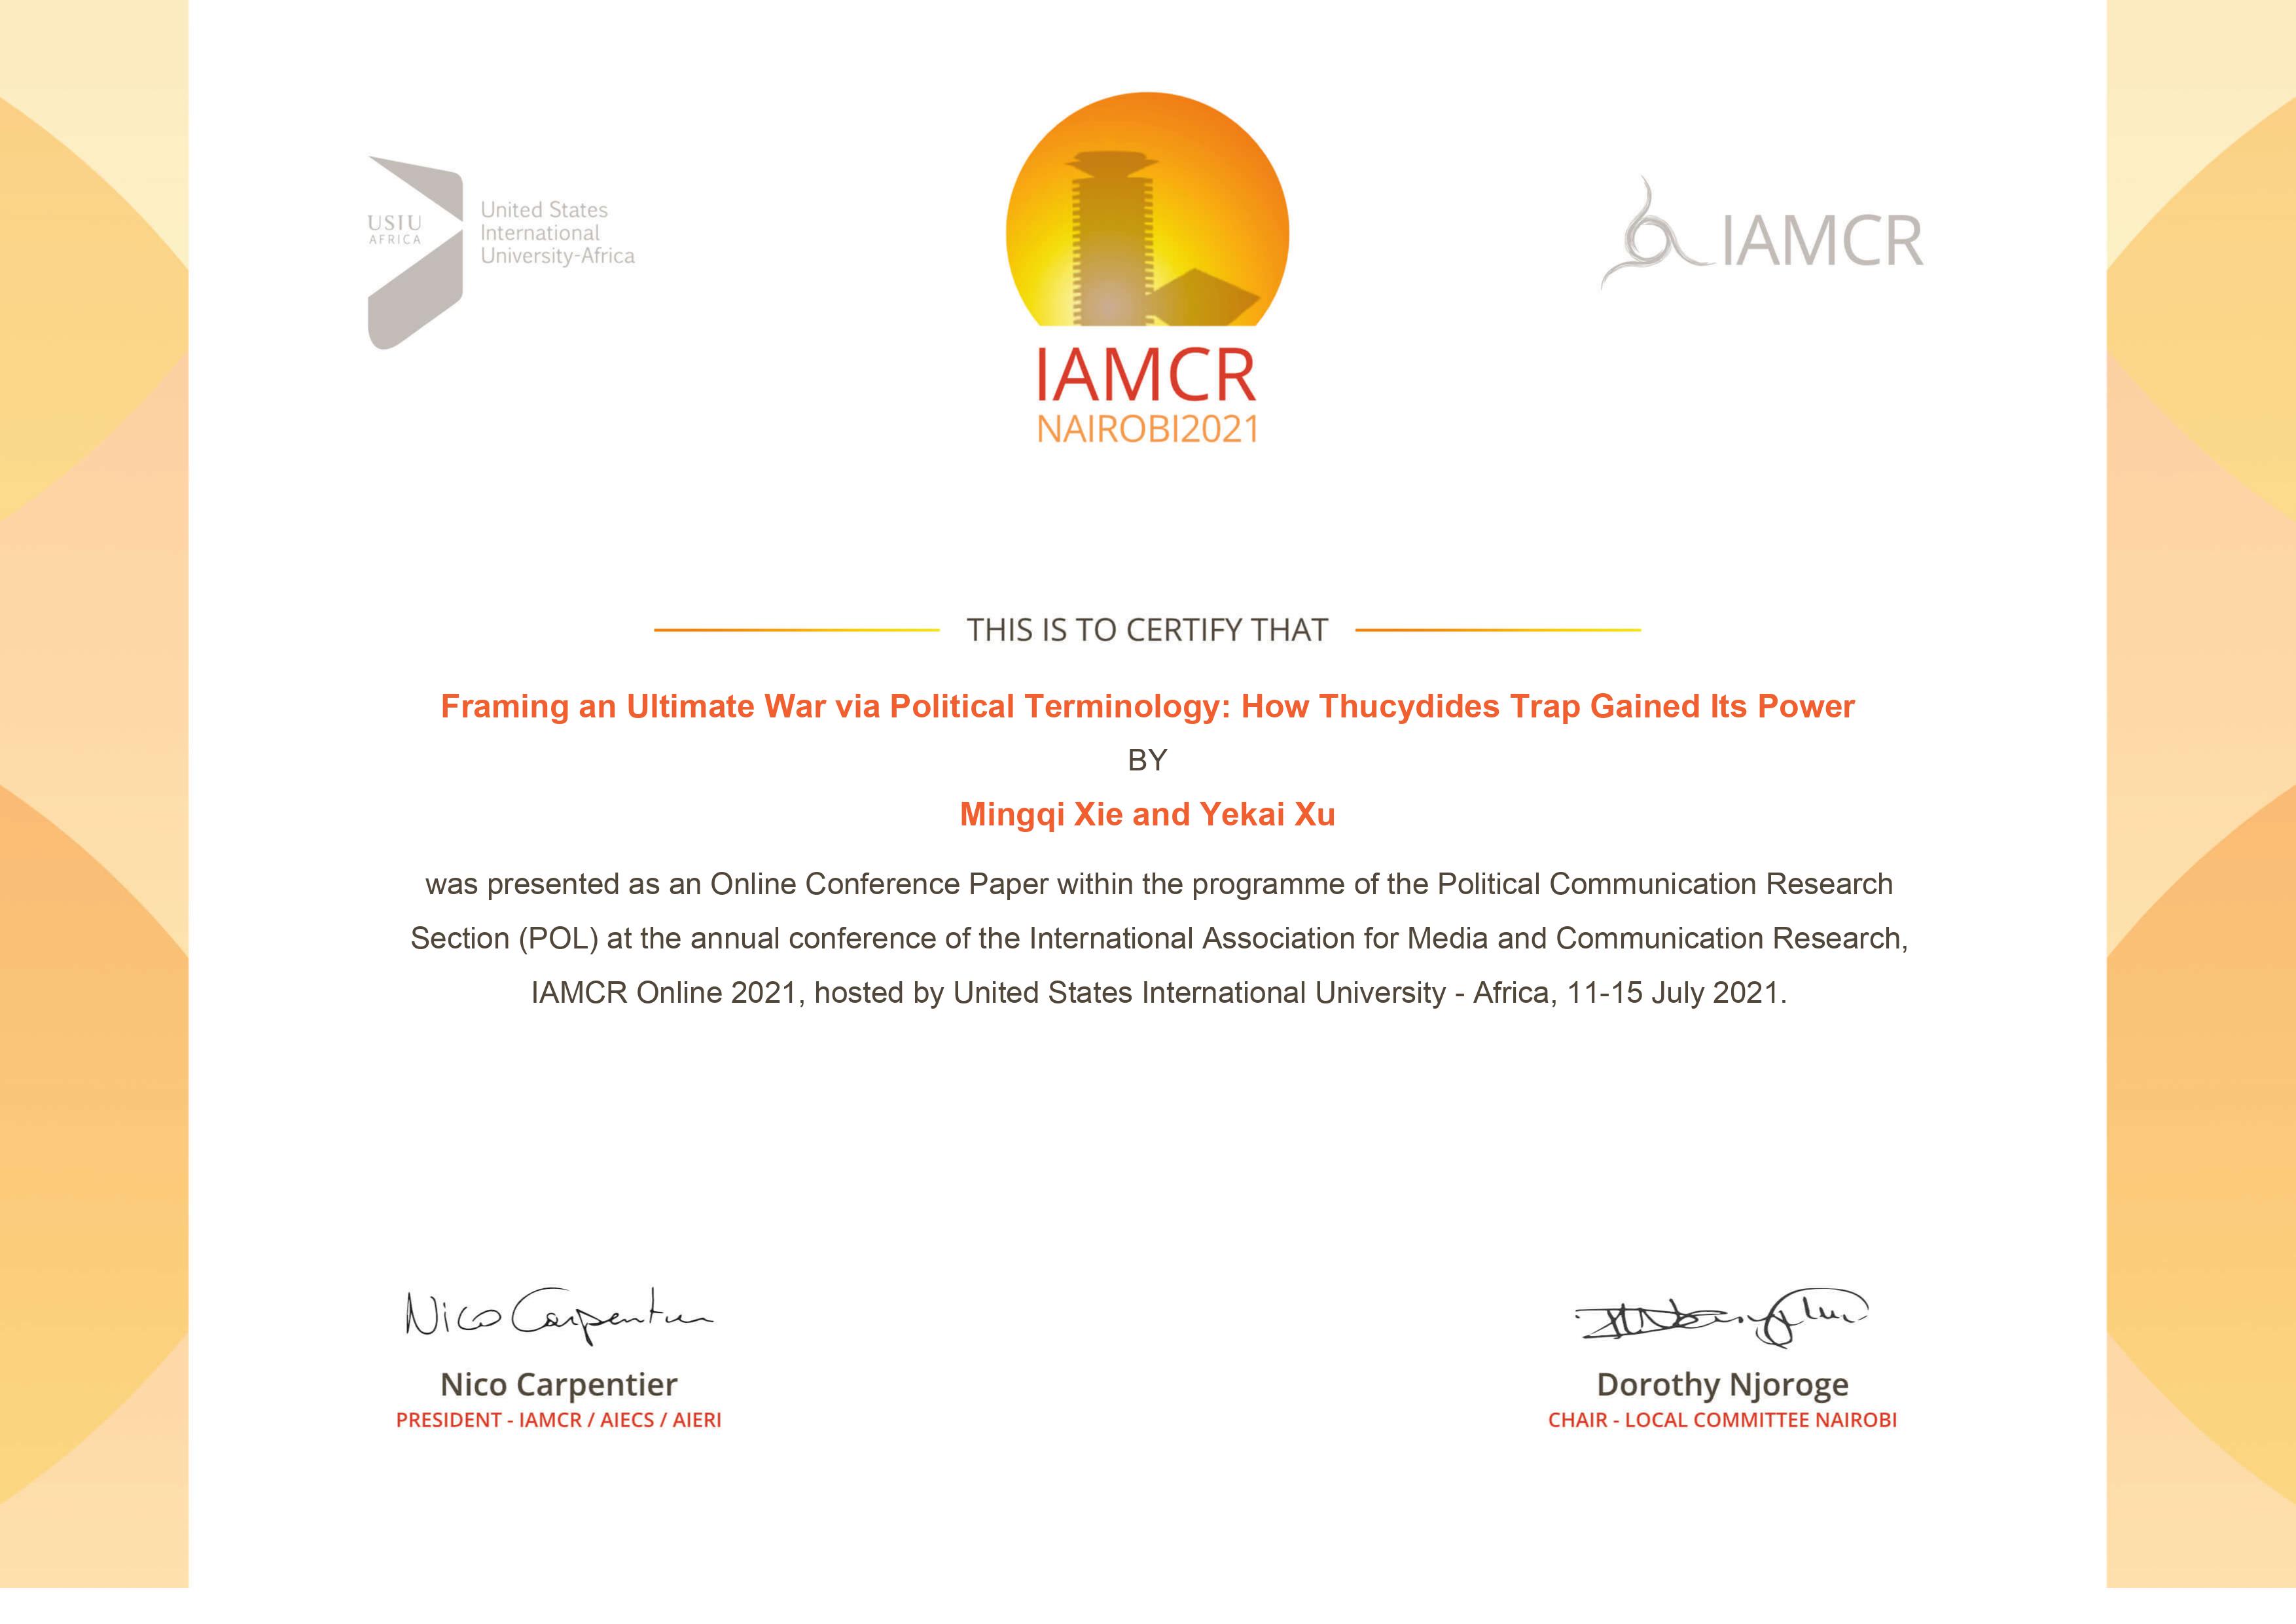 USIU
AFRICA
United States
International
University-Africa
IAMCR
NAIROBI2021
IAMCR
THIS IS TO CERTIFY THAT
Framing an Ultimate War via Political Terminology: How Thucydides Trap Gained Its Power
BY
Mingqi Xie and Yekai Xu
was presented as an Online Conference Paper within the programme of the Political Communication Research
Section (POL) at the annual conference of the International Association for Media and Communication Research,
IAMCR Online 2021, hosted by United States International University - Africa, 11-15 July 2021.
Nico Carpentier
Nico Carpentier
PRESIDENT - IAMCR / AIECS / AIERI
Dorothy Njoroge
CHAIR - LOCAL COMMITTEE NAIROBI